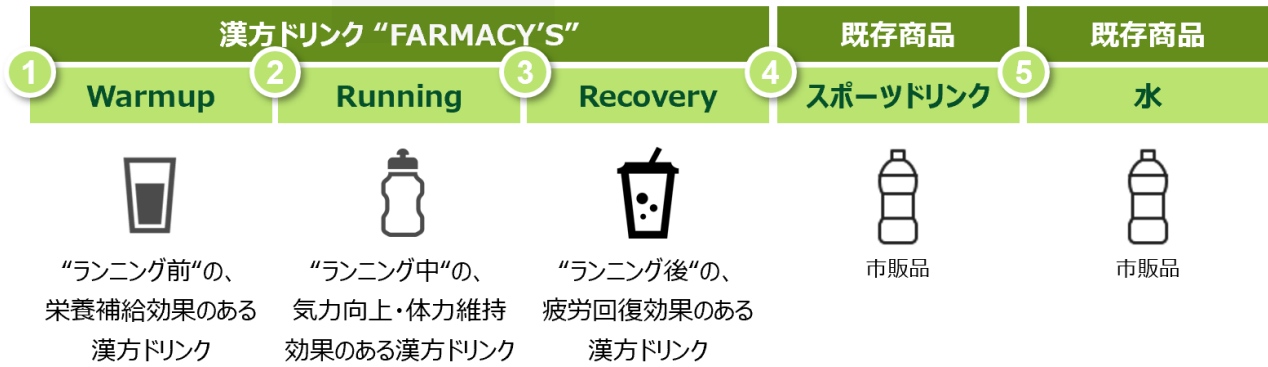 漢方ドリンク “FARMACY’S”
既存商品
既存商品
1
2
3
4
5
Warmup
Running
Recovery
スポーツドリンク
水
“ランニング前“の、
栄養補給効果のある
漢方ドリンク
“ランニング中“の、
気力向上・体力維持
効果のある漢方ドリンク
“ランニング後“の、
疲労回復効果のある
漢方ドリンク
市販品
市販品